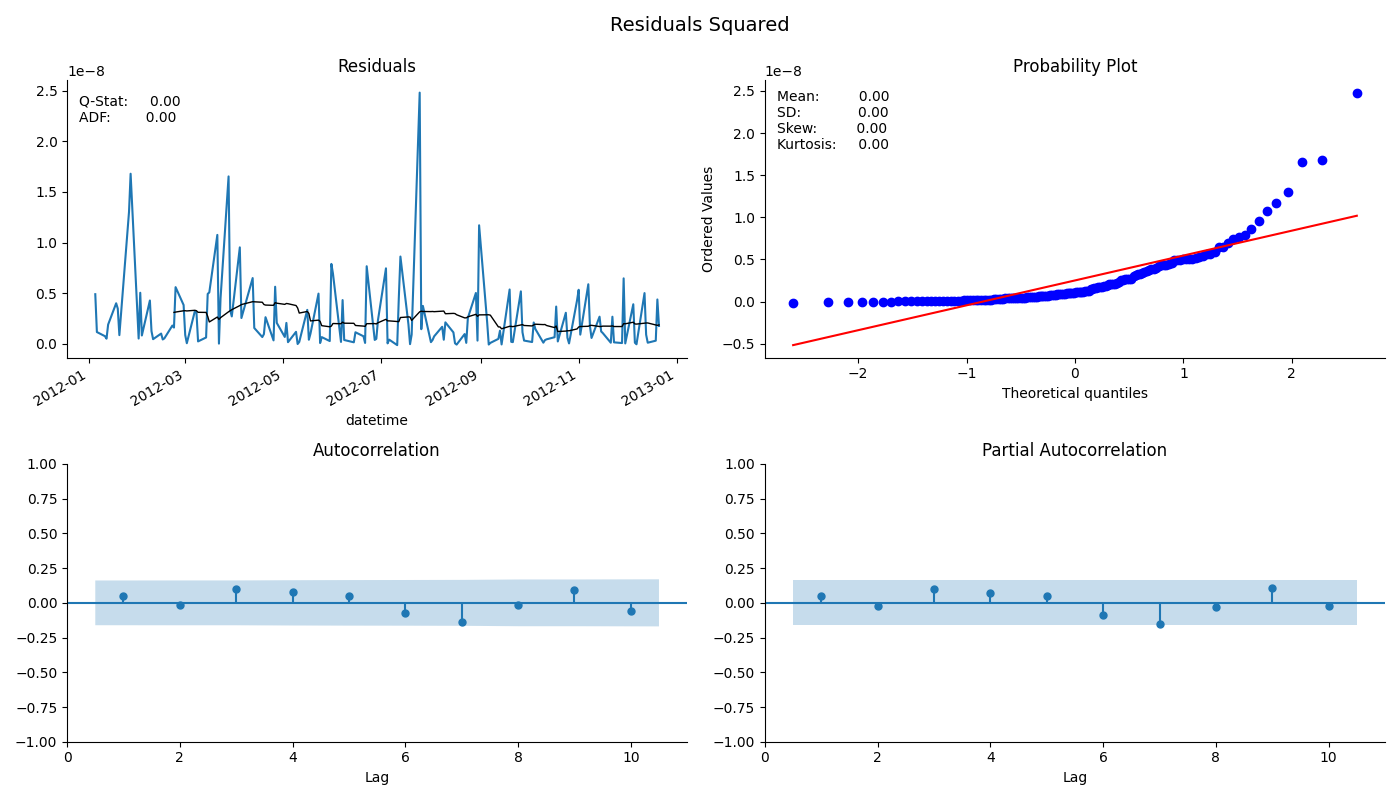 Residuals Squared
Residuals
1e−8
Q-Stat: 0.00
ADF: 0.00
2.5
2.0
1.5
1.0
0.5
0.0
2012-01
2012-03
2012-05
2012-07
2012-09
2012-11
2013-01
datetime
Probability Plot
1e−8
Mean: 0.00
SD: 0.00
Skew: 0.00
Kurtosis: 0.00
Ordered Values
2.5
2.0
1.5
1.0
0.5
0.0
−0.5
−2 −1 0 1 2
Theoretical quantiles
Autocorrelation
1.00
0.75
0.50
0.25
0.00
−0.25
−0.50
−0.75
−1.00
0 2 4 6 8 10
Lag
Partial Autocorrelation
1.00
0.75
0.50
0.25
0.00
−0.25
−0.50
−0.75
−1.00
0 2 4 6 8 10
Lag